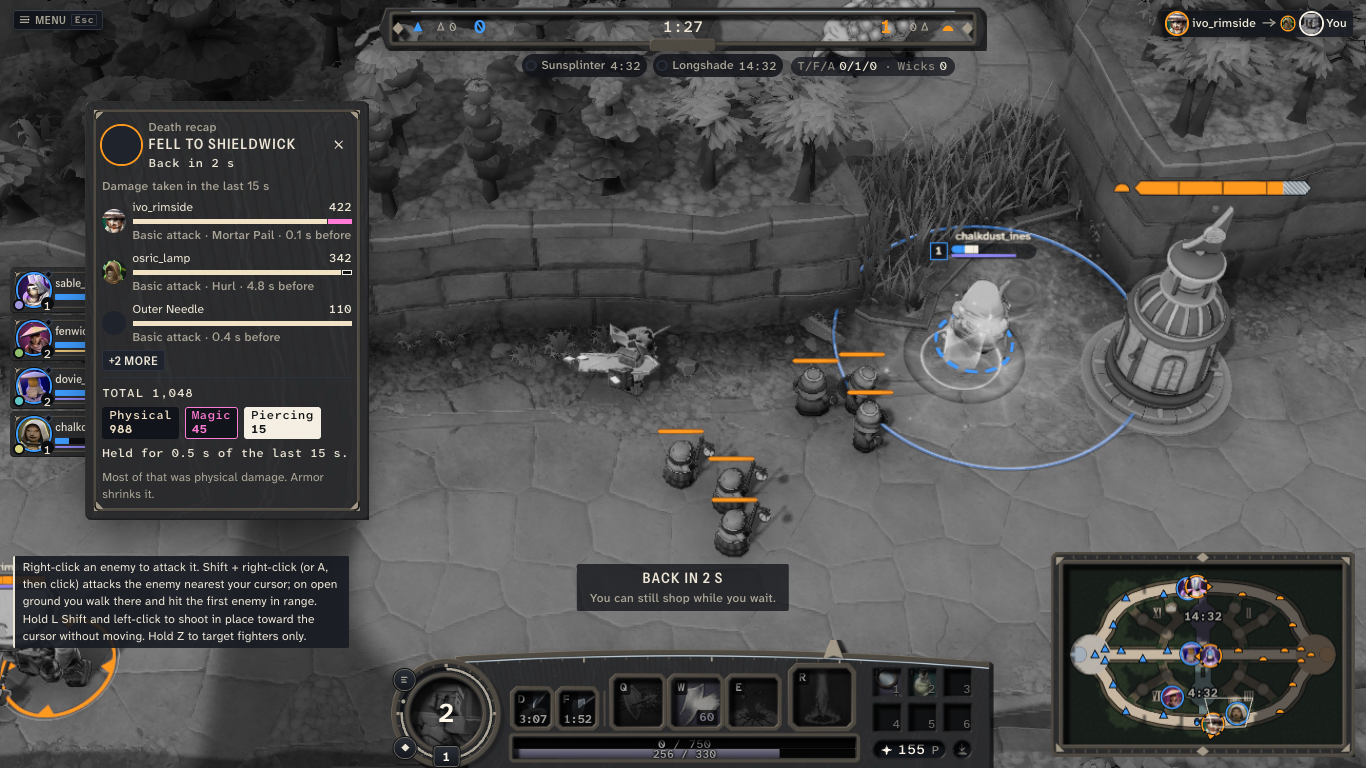 MENU Esc
Δ 0 0 1:27 1 0 Δ
ivo_rimside → You
Sunsplinter 4:32 Longshade 14:32 T/F/A 0/1/0 · Wicks 0
Death recap
FELL TO SHIELDWICK
Back in 2 s
Damage taken in the last 15 s
ivo_rimside 422
Basic attack · Mortar Pail · 0.1 s before
osric_lamp 342
Basic attack · Hurl · 4.8 s before
Outer Needle 110
Basic attack · 0.4 s before
+2 MORE
TOTAL 1,048
Physical Magic Piercing
988 45 15
Held for 0.5 s of the last 15 s.
Most of that was physical damage. Armor
shrinks it.
sable_
1
fenwic
2
dovie_
2
chalkc
1
chalkdust_ines
1
Right-click an enemy to attack it. Shift + right-click (or A,
then click) attacks the enemy nearest your cursor; on open
ground you walk there and hit the first enemy in range.
Hold L Shift and left-click to shoot in place toward the
cursor without moving. Hold Z to target fighters only.
BACK IN 2 S
You can still shop while you wait.
2
1
D F Q W E R
3:07 1:52 60
1 2 3
4 5 6
0 / 750
256 / 330
155 P
14:32
4:32